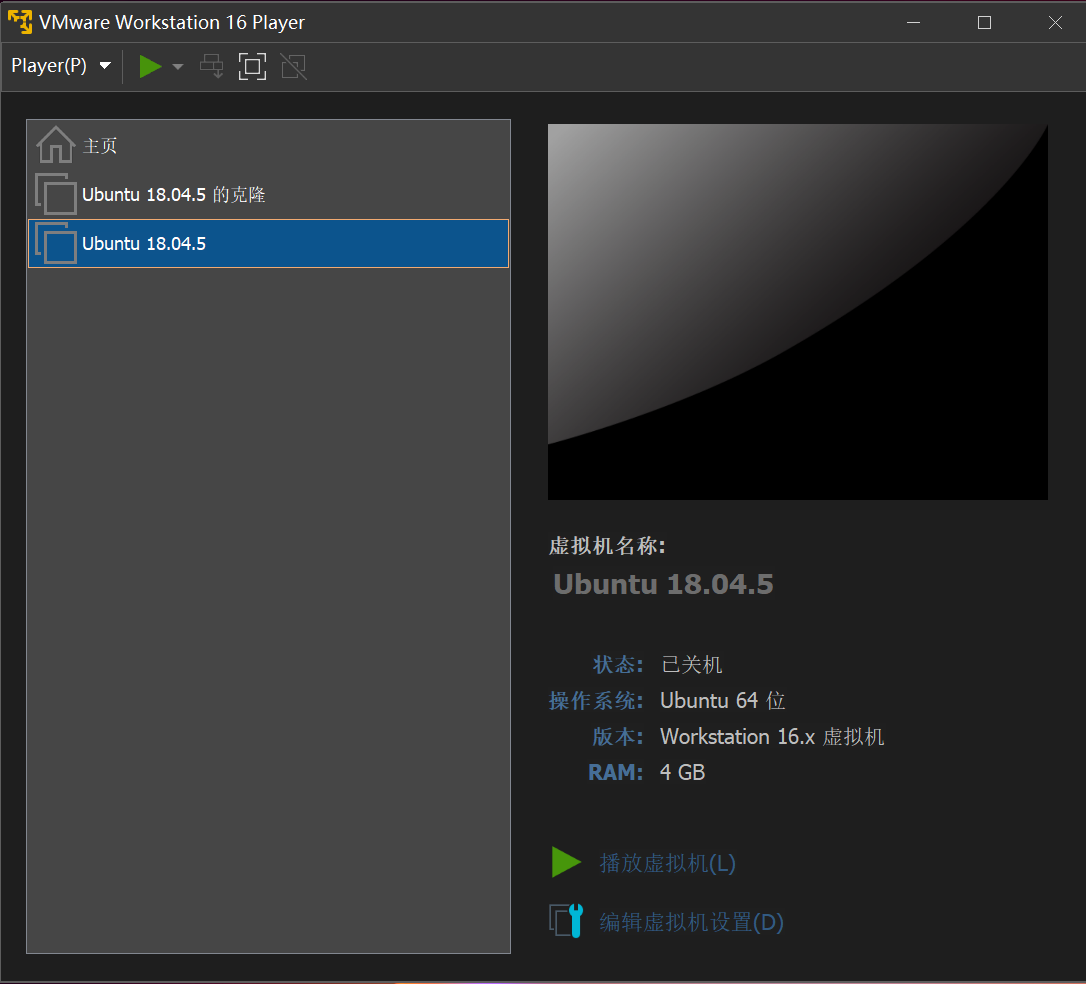 VMware Workstation 16 Player
Player(P)
主页
Ubuntu 18.04.5 的克隆
Ubuntu 18.04.5
虚拟机名称:
Ubuntu 18.04.5
状态: 已关机
操作系统: Ubuntu 64 位
版本: Workstation 16.x 虚拟机
RAM: 4 GB
播放虚拟机(L)
编辑虚拟机设置(D)